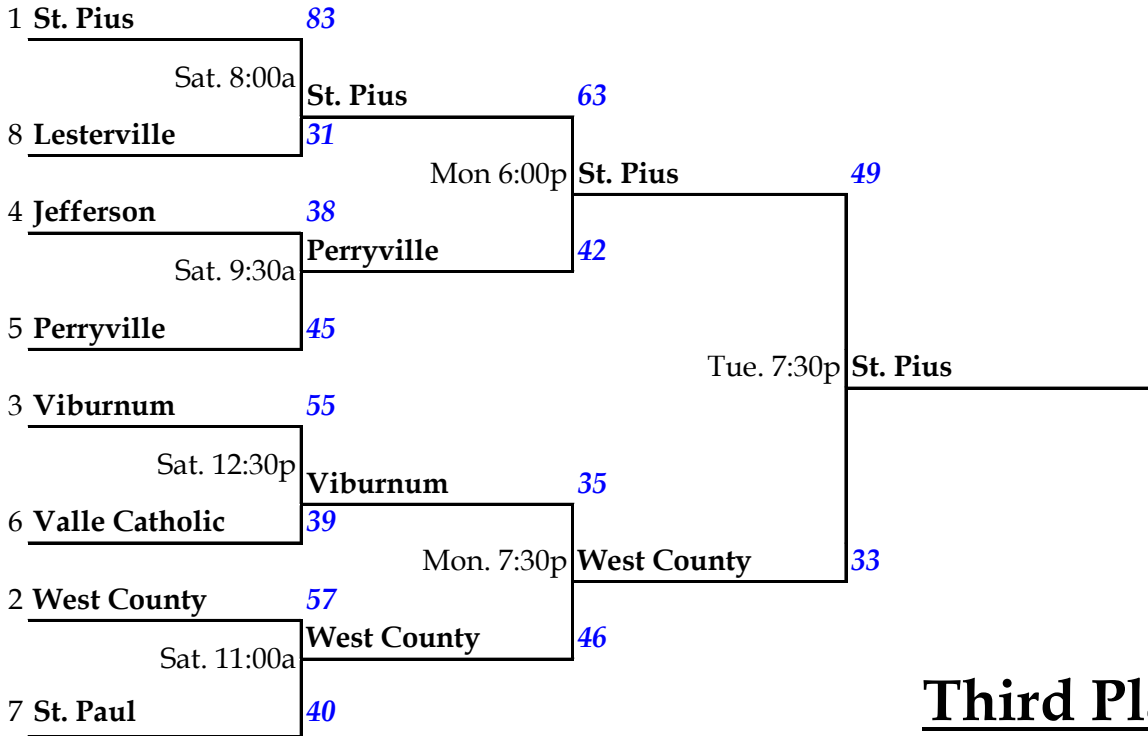 1 St. Pius 83
Sat. 8:00a
St. Pius 63
8 Lesterville 31
Mon 6:00p St. Pius 49
4 Jefferson 38
Perryville 42
Sat. 9:30a
5 Perryville 45
Tue. 7:30p St. Pius
3 Viburnum 55
Sat. 12:30p
Viburnum 35
6 Valle Catholic 39
Mon. 7:30p West County 33
2 West County 57
West County 46
Sat. 11:00a
7 St. Paul 40
Third